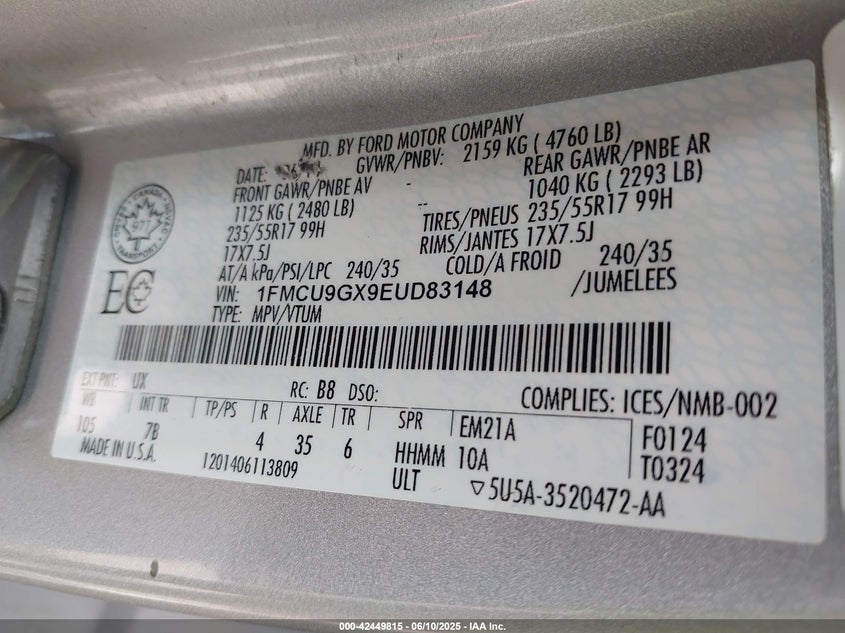 MFD. BY FORD MOTOR COMPANY
DATE: GVWR/PNBV: 2159 KG ( 4760 LB)
FRONT GAWR/PNBE AV - REAR GAWR/PNBE AR
1125 KG ( 2480 LB) - 1040 KG ( 2293 LB)
235/55R17 99H TIRES/PNEUS 235/55R17 99H
17X7.5J RIMS/JANTES 17X7.5J
AT/A kPa/PSI/LPC 240/35 COLD/A FROID 240/35
VIN: 1FMCU9GX9EUD83148 /JUMELEES
TYPE: MPV/VTUM
CANADA
TRANSPORT
977
EC
EXT PNT: UX RC: B8 DSO: COMPLIES: ICES/NMB-002
WB INT TR TP/PS R AXLE TR SPR EM21A F0124
105 7B 4 35 6 HHMM 10A T0324
MADE IN U.S.A. 1201406113809 ULT ▽5U5A-3520472-AA
000-42449815 - 06/10/2025 - IAA Inc.